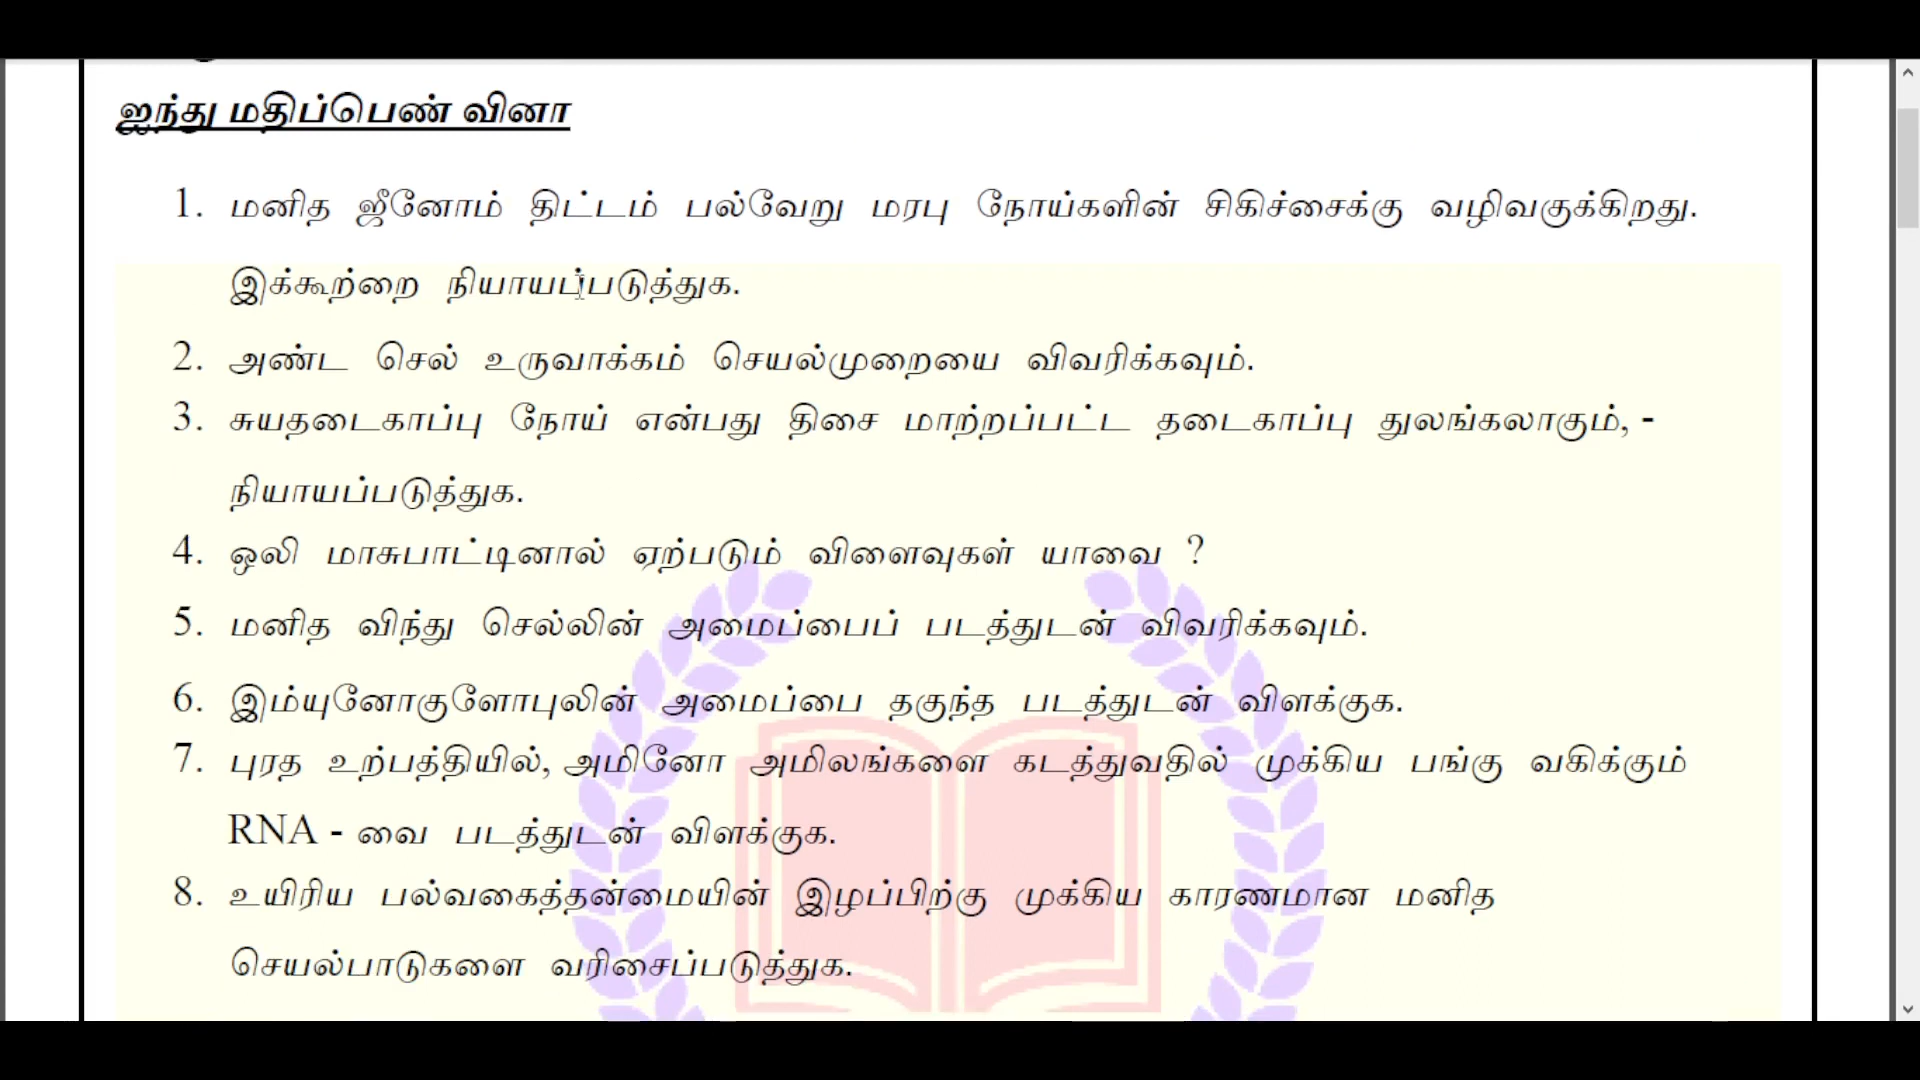 ஐந்து மதிப்பெண் வினா
1. மனித ஜீனோம் திட்டம் பல்வேறு மரபு நோய்களின் சிகிச்சைக்கு வழிவகுக்கிறது.
இக்கூற்றை நியாயப்படுத்துக.
2. அண்ட செல் உருவாக்கம் செயல்முறையை விவரிக்கவும்.
3. சுயதடைகாப்பு நோய் என்பது திசை மாற்றப்பட்ட தடைகாப்பு துலங்கலாகும், -
நியாயப்படுத்துக.
4. ஒலி மாசுபாட்டினால் ஏற்படும் விளைவுகள் யாவை ?
5. மனித விந்து செல்லின் அமைப்பைப் படத்துடன் விவரிக்கவும்.
6. இம்யுனோகுளோபுலின் அமைப்பை தகுந்த படத்துடன் விளக்குக.
7. புரத உற்பத்தியில், அமினோ அமிலங்களை கடத்துவதில் முக்கிய பங்கு வகிக்கும்
RNA - வை படத்துடன் விளக்குக.
8. உயிரிய பல்வகைத்தன்மையின் இழப்பிற்கு முக்கிய காரணமான மனித
செயல்பாடுகளை வரிசைப்படுத்துக.